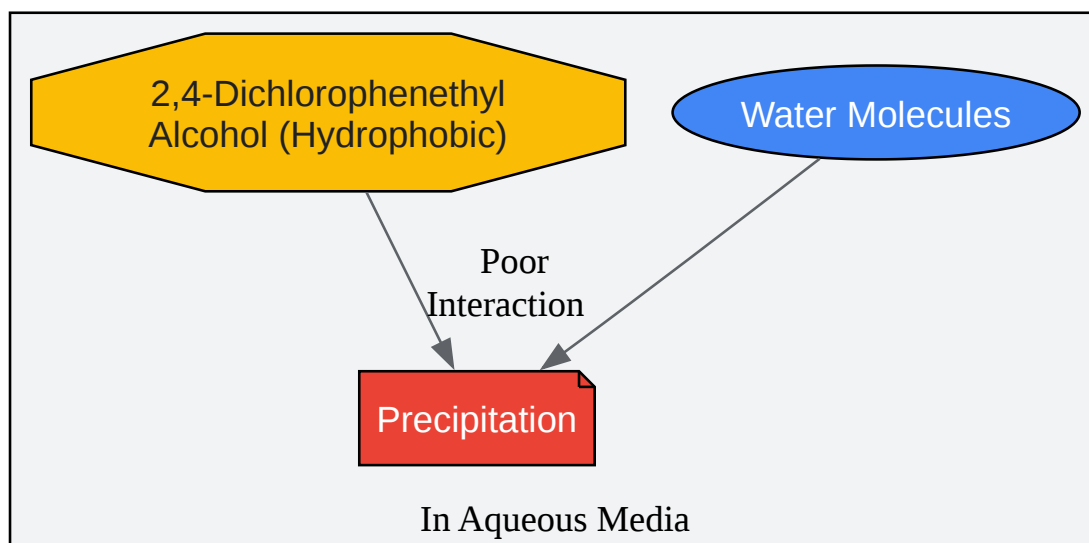 2,4-Dichlorophenethyl
Alcohol (Hydrophobic)
Water Molecules
Poor
Interaction
Precipitation
In Aqueous Media